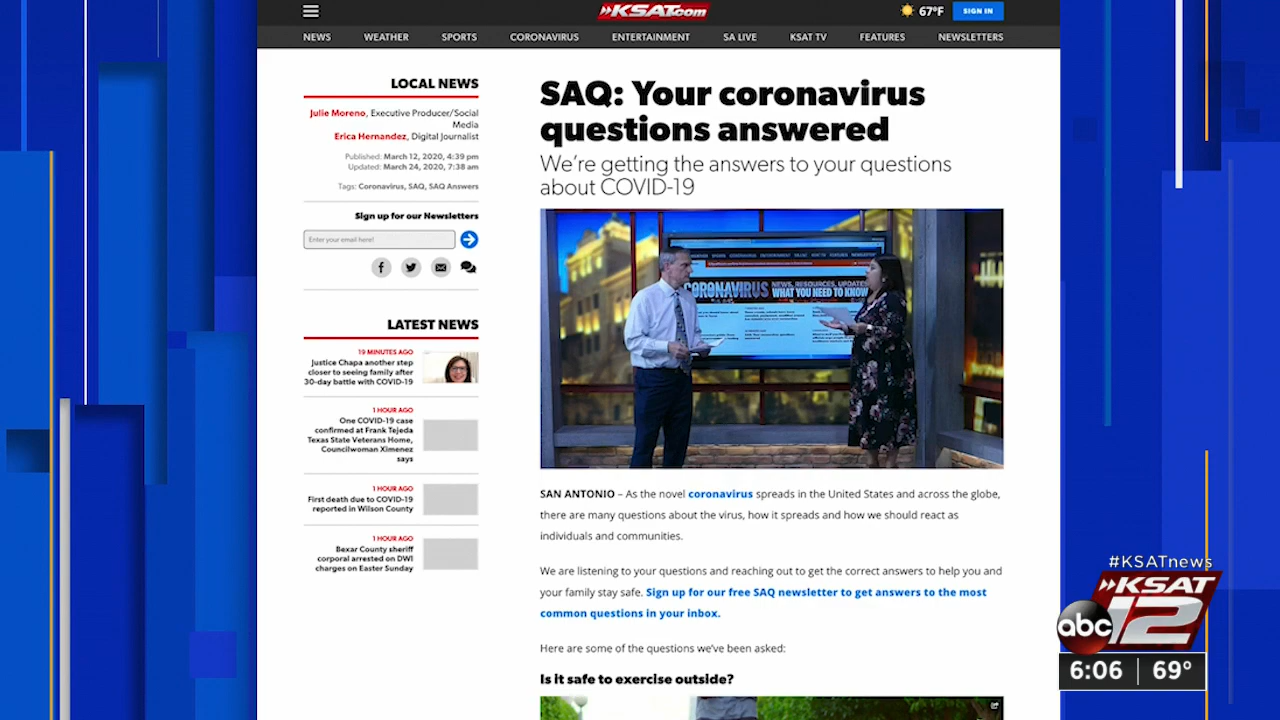 KSAT.com
67°F
SIGN IN
NEWS
WEATHER
SPORTS
CORONAVIRUS
ENTERTAINMENT
SA LIVE
KSAT TV
FEATURES
NEWSLETTERS
LOCAL NEWS
Julie Moreno, Executive Producer/Social
Media
Erica Hernandez, Digital Journalist
Published: March 12, 2020, 4:39 pm
Updated: March 24, 2020, 7:38 am
Tags: Coronavirus, SAQ, SAQ Answers
Sign up for our Newsletters
Enter your email here!
LATEST NEWS
19 MINUTES AGO
Justice Chapa another step
closer to seeing family after
30-day battle with COVID-19
1 HOUR AGO
One COVID-19 case
confirmed at Frank Tejeda
Texas State Veterans Home,
Councilwoman Ximenez
says
1 HOUR AGO
First death due to COVID-19
reported in Wilson County
1 HOUR AGO
Bexar County sheriff
corporal arrested on DWI
charges on Easter Sunday
SAQ: Your coronavirus
questions answered
We're getting the answers to your questions
about COVID-19
CORONAVIRUS
NEWS, RESOURCES, UPDATES
WHAT YOU NEED TO KNOW
SAN ANTONIO – As the novel coronavirus spreads in the United States and across the globe,
there are many questions about the virus, how it spreads and how we should react as
individuals and communities.
We are listening to your questions and reaching out to get the correct answers to help you and
your family stay safe. Sign up for our free SAQ newsletter to get answers to the most
common questions in your inbox.
Here are some of the questions we've been asked:
Is it safe to exercise outside?
#KSATnews
KSAT
abc 12
6:06 69°